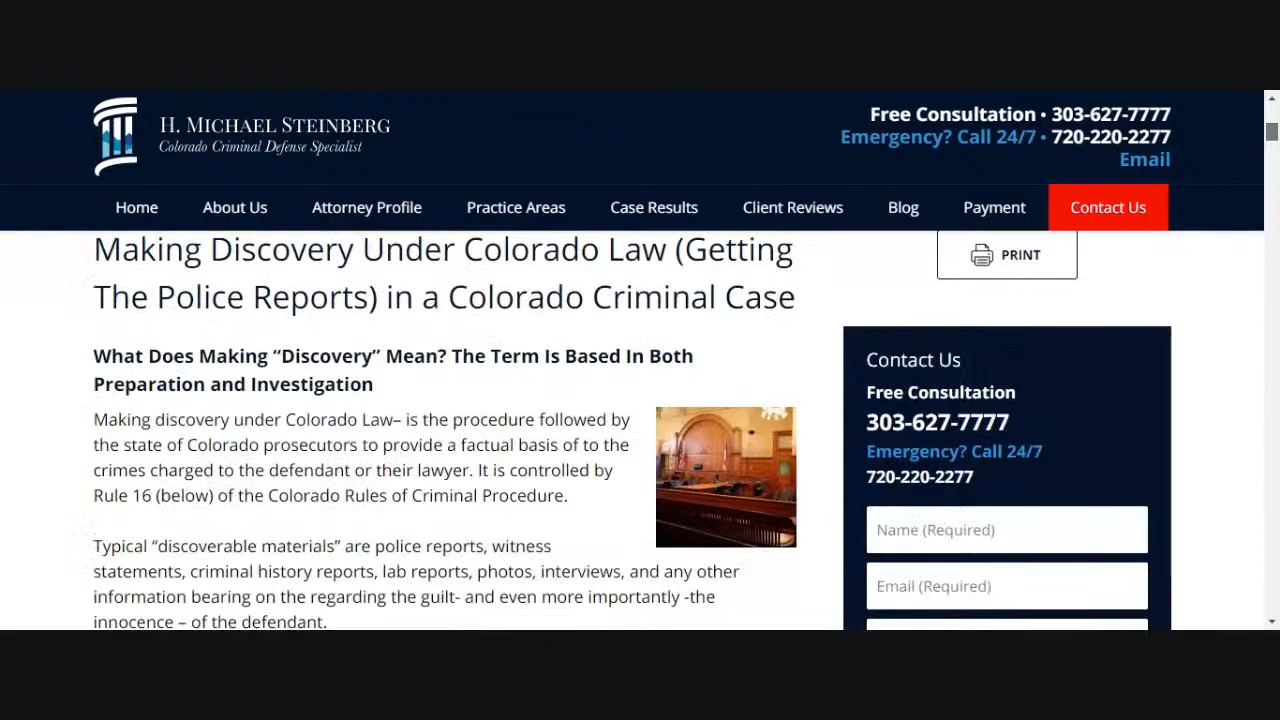 H. MICHAEL STEINBERG
Colorado Criminal Defense Specialist
Free Consultation • 303-627-7777
Emergency? Call 24/7 • 720-220-2277
Email
Home About Us Attorney Profile Practice Areas Case Results Client Reviews Blog Payment Contact Us
Making Discovery Under Colorado Law (Getting
The Police Reports) in a Colorado Criminal Case
What Does Making “Discovery” Mean? The Term Is Based In Both
Preparation and Investigation
Making discovery under Colorado Law– is the procedure followed by
the state of Colorado prosecutors to provide a factual basis of to the
crimes charged to the defendant or their lawyer. It is controlled by
Rule 16 (below) of the Colorado Rules of Criminal Procedure.
Typical “discoverable materials” are police reports, witness
statements, criminal history reports, lab reports, photos, interviews, and any other
information bearing on the regarding the guilt- and even more importantly -the
innocence – of the defendant.
PRINT
Contact Us
Free Consultation
303-627-7777
Emergency? Call 24/7
720-220-2277
Name (Required)
Email (Required)